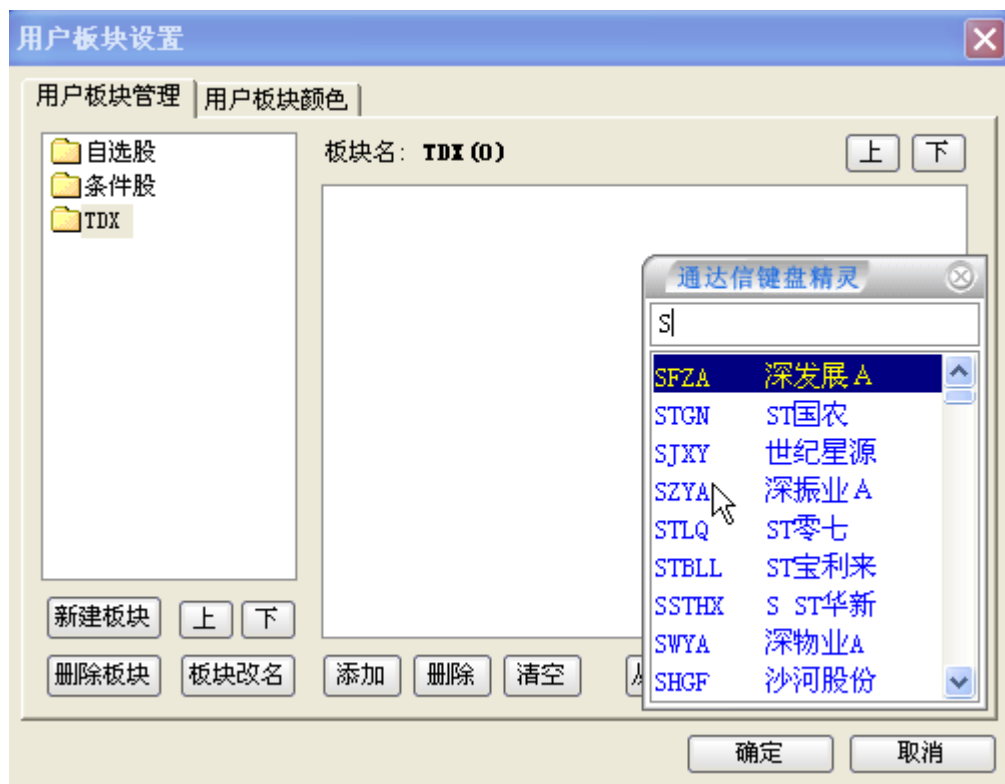 用户板块设置
用户板块管理 用户板块颜色
自选股
条件股
TDX
板块名: TDX(0)
上 下
通达信键盘精灵
S
SFZA 深发展A
STGN ST国农
SJXY 世纪星源
SZYA 深振业A
STLQ ST零七
STBLL ST宝利来
SSTHX S ST华新
SWYA 深物业A
SHGF 沙河股份
新建板块 上 下
删除板块 板块改名 添加 删除 清空
确定 取消